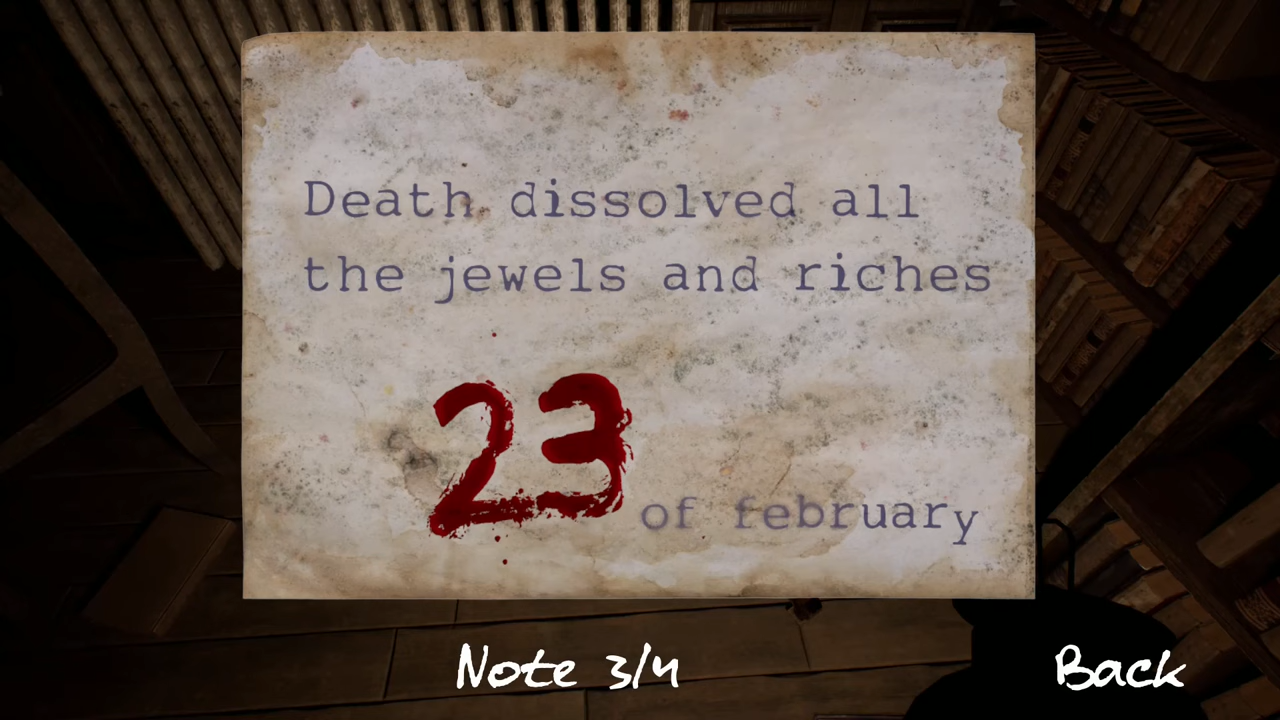 Death dissolved all
the jewels and riches
23 of february
Note 3/4
Back